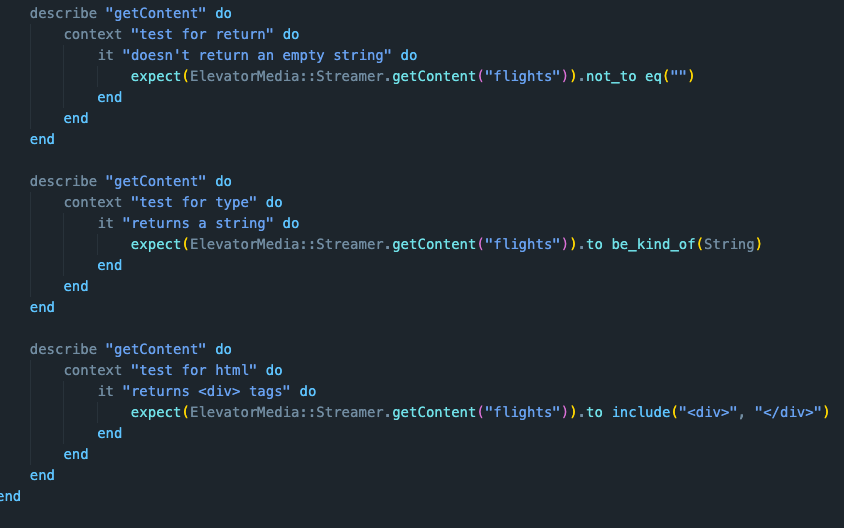 describe "getContent" do
context "test for return" do
it "doesn't return an empty string" do
expect(ElevatorMedia::Streamer.getContent("flights")).not_to eq("")
end
end
end
describe "getContent" do
context "test for type" do
it "returns a string" do
expect(ElevatorMedia::Streamer.getContent("flights")).to be_kind_of(String)
end
end
end
describe "getContent" do
context "test for html" do
it "returns <div> tags" do
expect(ElevatorMedia::Streamer.getContent("flights")).to include("<div>", "</div>")
end
end
end
end